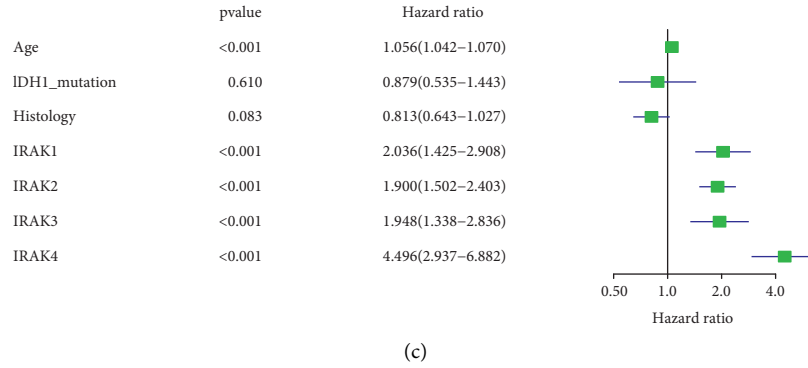 pvalue Hazard ratio
Age <0.001 1.056(1.042−1.070)
lDH1_mutation 0.610 0.879(0.535−1.443)
Histology 0.083 0.813(0.643−1.027)
IRAK1 <0.001 2.036(1.425−2.908)
IRAK2 <0.001 1.900(1.502−2.403)
IRAK3 <0.001 1.948(1.338−2.836)
IRAK4 <0.001 4.496(2.937−6.882)
0.50 1.0 2.0 4.0
Hazard ratio
(c)